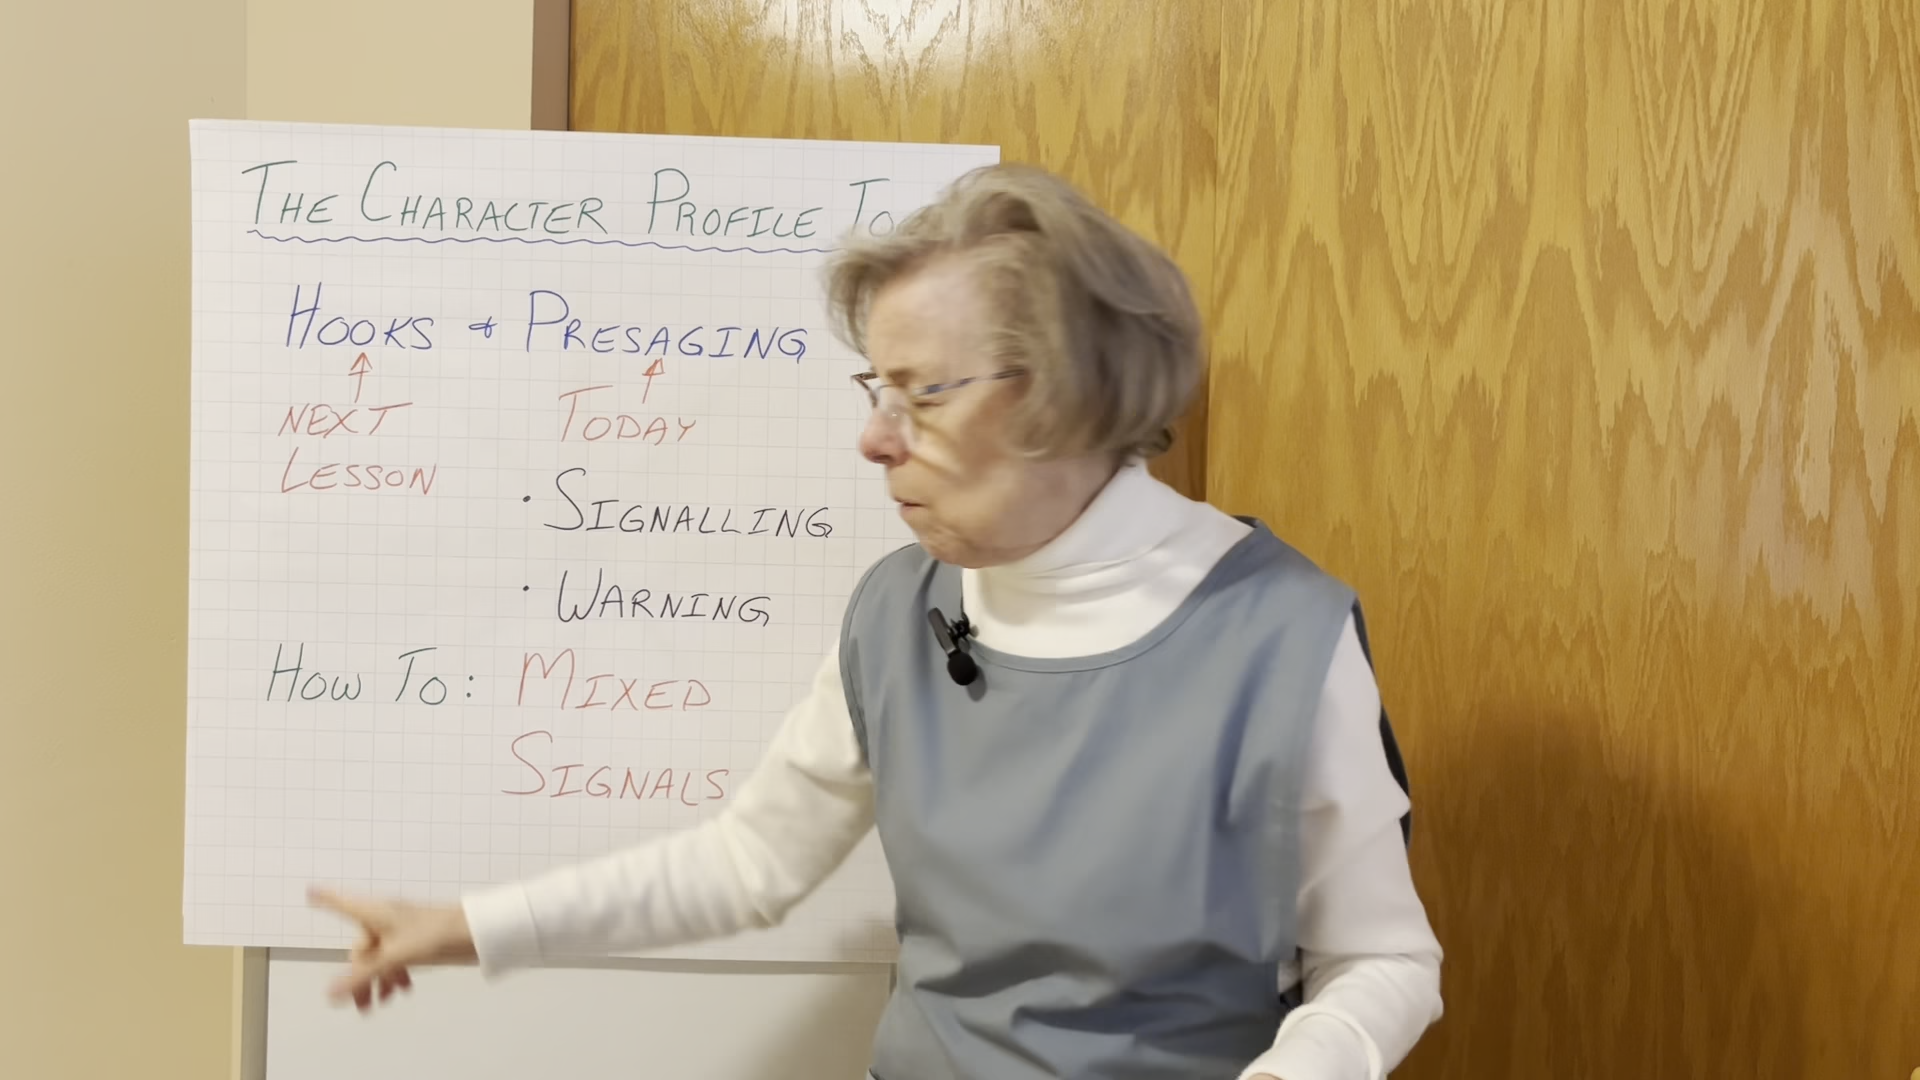 THE CHARACTER PROFILE
HOOKS & PRESAGING
NEXT TODAY
LESSON
· SIGNALLING
· WARNING
HOW TO: MIXED
SIGNALS